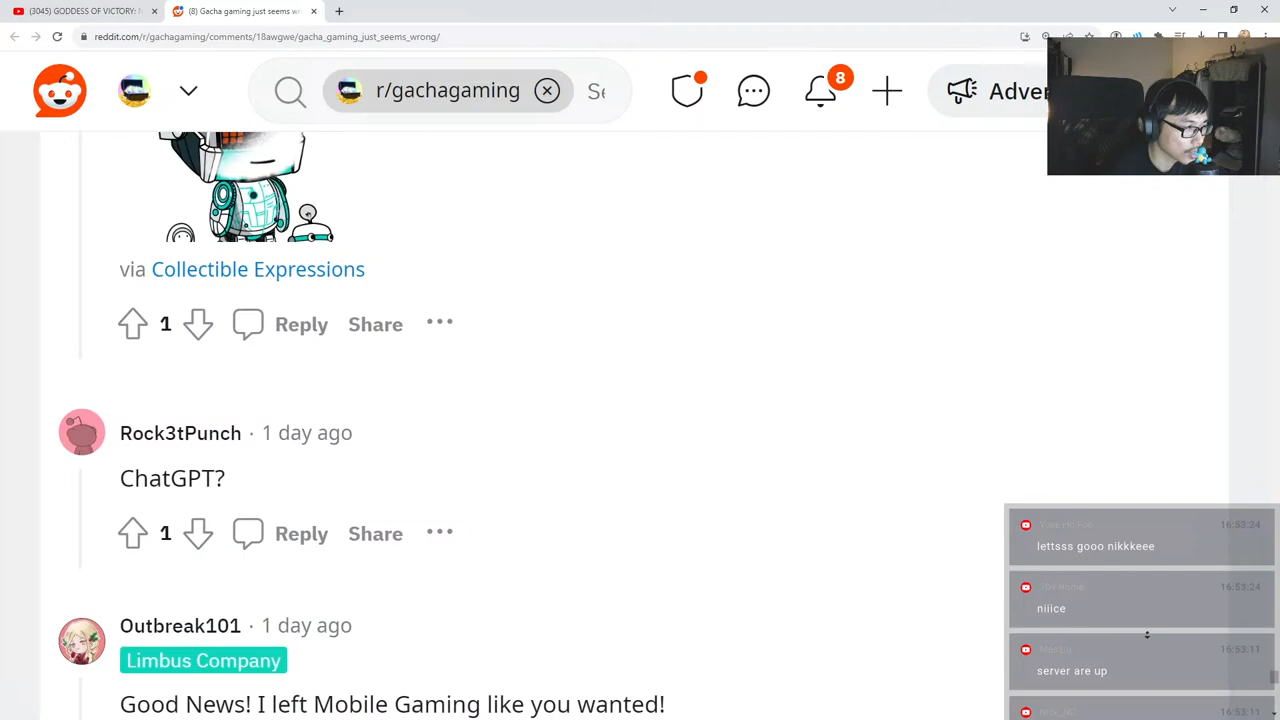 (3045) GODDESS OF VICTORY: N
(8) Gacha gaming just seems wr
reddit.com/r/gachagaming/comments/18awgwe/gacha_gaming_just_seems_wrong/
r/gachagaming
8
Adver
via Collectible Expressions
1 Reply Share
Rock3tPunch · 1 day ago
ChatGPT?
1 Reply Share
Outbreak101 · 1 day ago
Limbus Company
Good News! I left Mobile Gaming like you wanted!
16:53:24
lettsss gooo nikkkeee
16:53:24
niiice
16:53:11
server are up
16:53:11